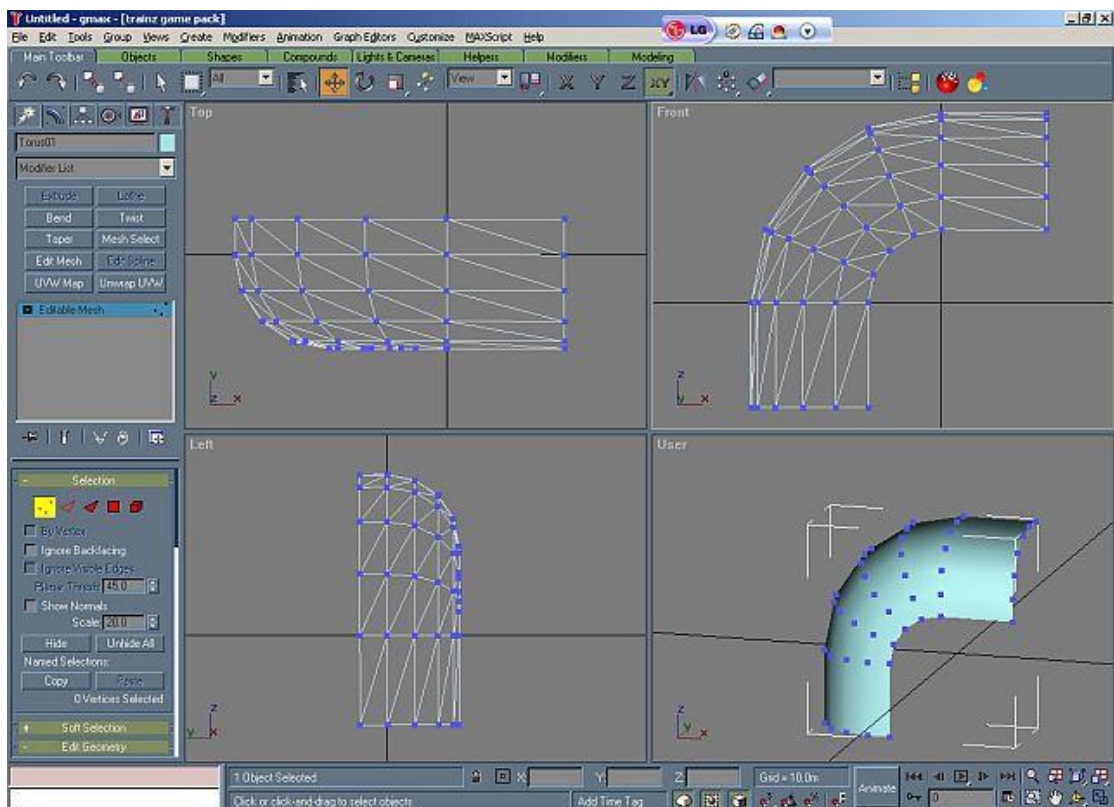 Untitled - gmax - [trainz game pack]
LG
File Edit Tools Group Views Create Modifiers Animation Graph Editors Customize MAXScript Help
Main Toolbar Objects Shapes Compounds Lights & Cameras Helpers Modifiers Modeling
All View X Y Z XY
Top
Front
Torus01
Modifier List
Extrude Lathe
Bend Twist
Taper Mesh Select
Edit Mesh Edit Spline
UVW Map Unwrap UVW
Editable Mesh
y
z x
z
y x
Left
User
- Selection
By Vertex
Ignore Backfacing
Ignore Visible Edges
Planar Thresh: 45.0
Show Normals
Scale: 20.0
Hide Unhide All
Named Selections:
Copy Paste
0 Vertices Selected
+ Soft Selection
- Edit Geometry
z
y x
z
y x
1 Object Selected X: Y: Z: Grid = 10.0m Animate
Click or click-and-drag to select objects Add Time Tag 0